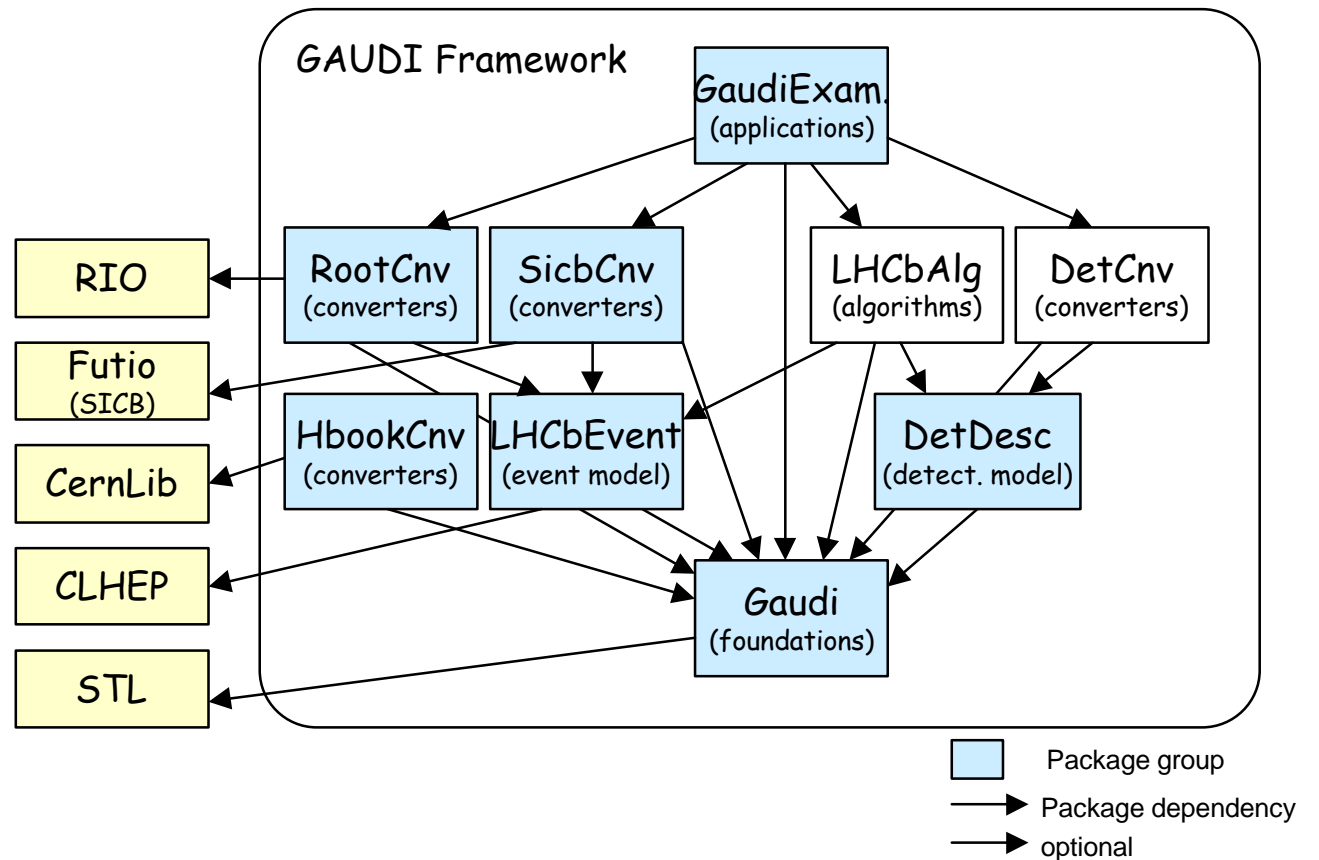 GAUDI Framework
GaudiExam.
(applications)
RootCnv
(converters)
SicbCnv
(converters)
LHCbAlg
(algorithms)
DetCnv
(converters)
RIO
Futio
(SICB)
HbookCnv
(converters)
LHCbEvent
(event model)
DetDesc
(detect. model)
CernLib
CLHEP
Gaudi
(foundations)
STL
Package group
Package dependency
optional